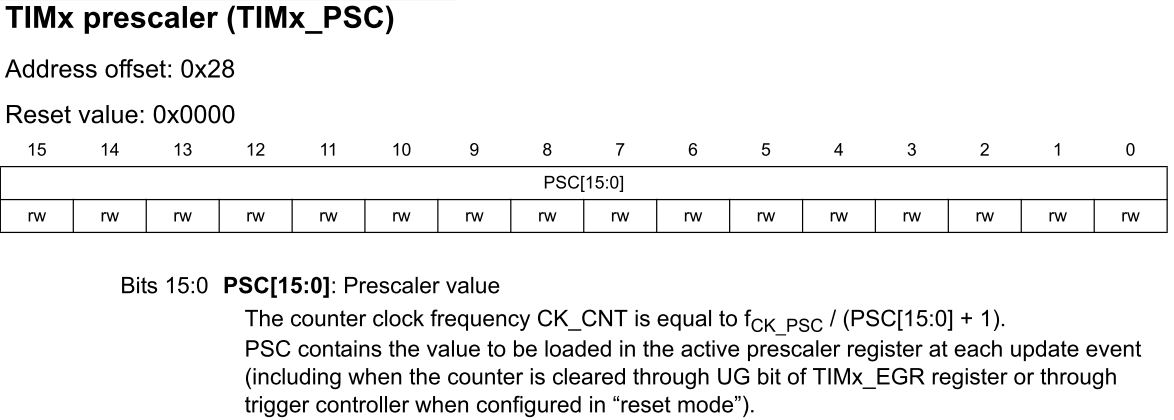 TIMx prescaler (TIMx_PSC)
Address offset: 0x28
Reset value: 0x0000
15 14 13 12 11 10 9 8 7 6 5 4 3 2 1 0
PSC[15:0]
rw rw rw rw rw rw rw rw rw rw rw rw rw rw rw rw
Bits 15:0 PSC[15:0]: Prescaler value
The counter clock frequency CK_CNT is equal to fCK_PSC / (PSC[15:0] + 1).
PSC contains the value to be loaded in the active prescaler register at each update event
(including when the counter is cleared through UG bit of TIMx_EGR register or through
trigger controller when configured in “reset mode”).